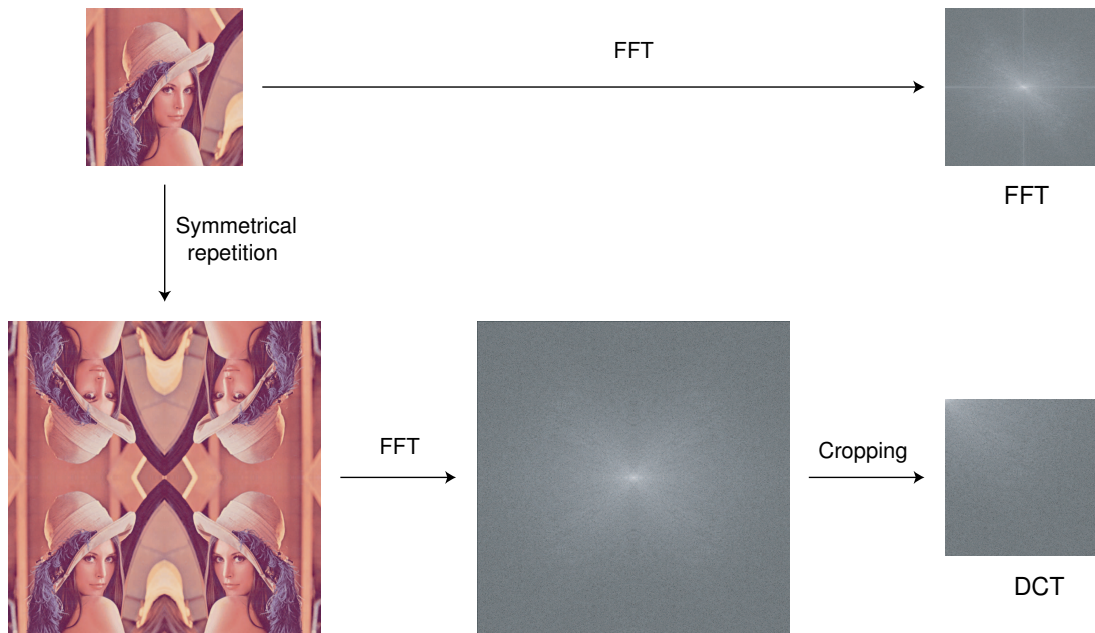 FFT
FFT
Symmetrical
repetition
FFT
Cropping
DCT